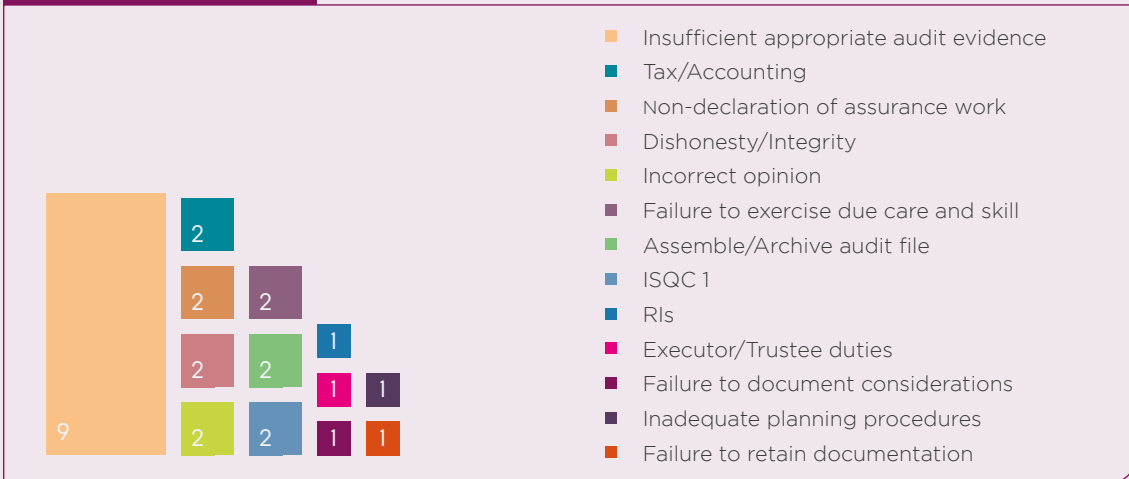 Insufficient appropriate audit evidence
Tax/Accounting
Non-declaration of assurance work
Dishonesty/Integrity
Incorrect opinion
Failure to exercise due care and skill
Assemble/Archive audit file
ISQC 1
RIs
Executor/Trustee duties
Failure to document considerations
Inadequate planning procedures
Failure to retain documentation
2
2 2
1
2 2
1 1
9 2 2 1 1